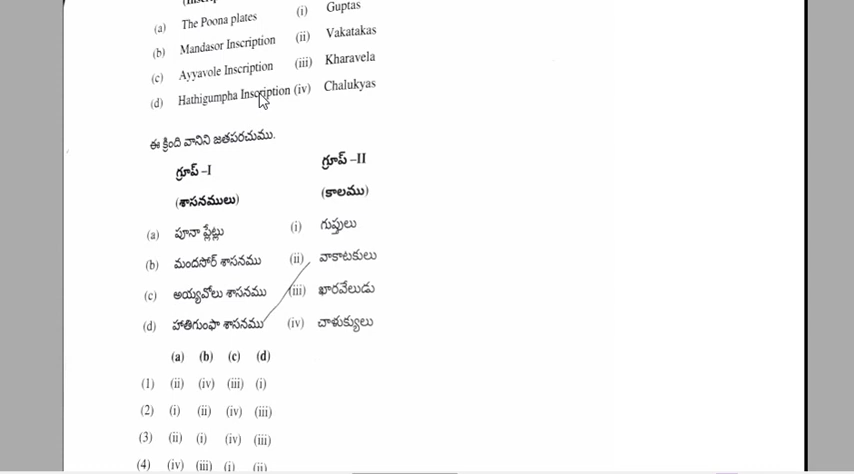 (a) The Poona plates (i) Guptas
(b) Mandasor Inscription (ii) Vakatakas
(c) Ayyavole Inscription (iii) Kharavela
(d) Hathigumpha Inscription (iv) Chalukyas
ఈ క్రింది వానిని జతపరచుము.
గ్రూప్ –I గ్రూప్ –II
(శాసనములు) (కాలము)
(a) పూనా ప్లేట్లు (i) గుప్తులు
(b) మందసోర్ శాసనము (ii) వాకాటకులు
(c) అయ్యవోలు శాసనము (iii) ఖారవేలుడు
(d) హాతిగుంఫా శాసనము (iv) చాళుక్యులు
(a) (b) (c) (d)
(1) (ii) (iv) (iii) (i)
(2) (i) (ii) (iv) (iii)
(3) (ii) (i) (iv) (iii)
(4) (iv) (iii) (i) (ii)